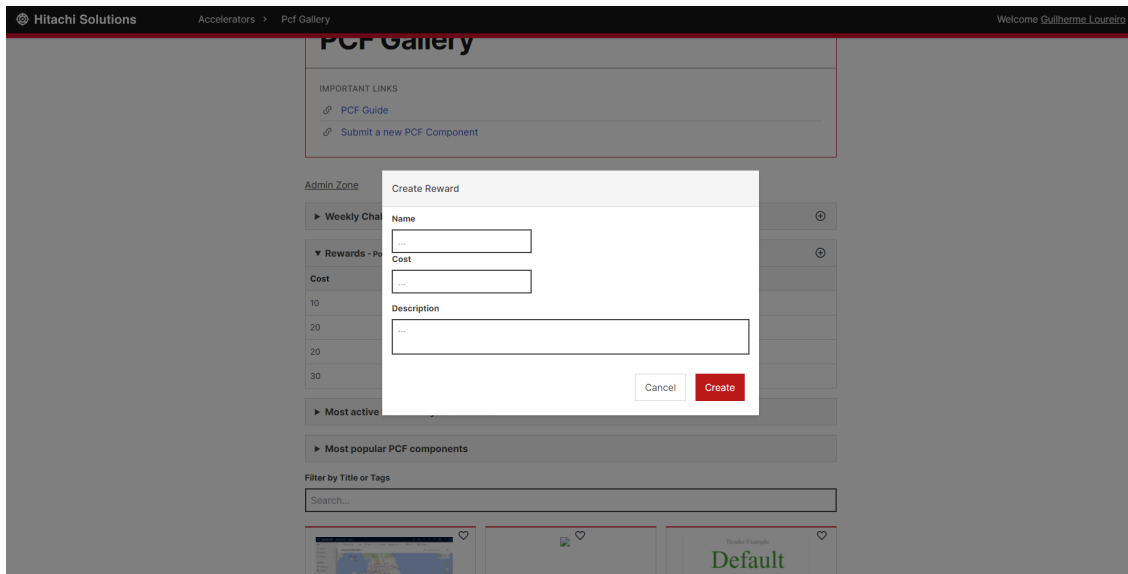 Hitachi Solutions
Accelerators > Pcf Gallery
Welcome Guilherme Loureiro
PCF Gallery
IMPORTANT LINKS
PCF Guide
Submit a new PCF Component
Admin Zone
Create Reward
▶ Weekly Chal
Name
...
▼ Rewards - Po
Cost
...
Cost
10
Description
20
...
20
30
Cancel
Create
▶ Most active
▶ Most popular PCF components
Filter by Title or Tags
Search...
Header Example
Default